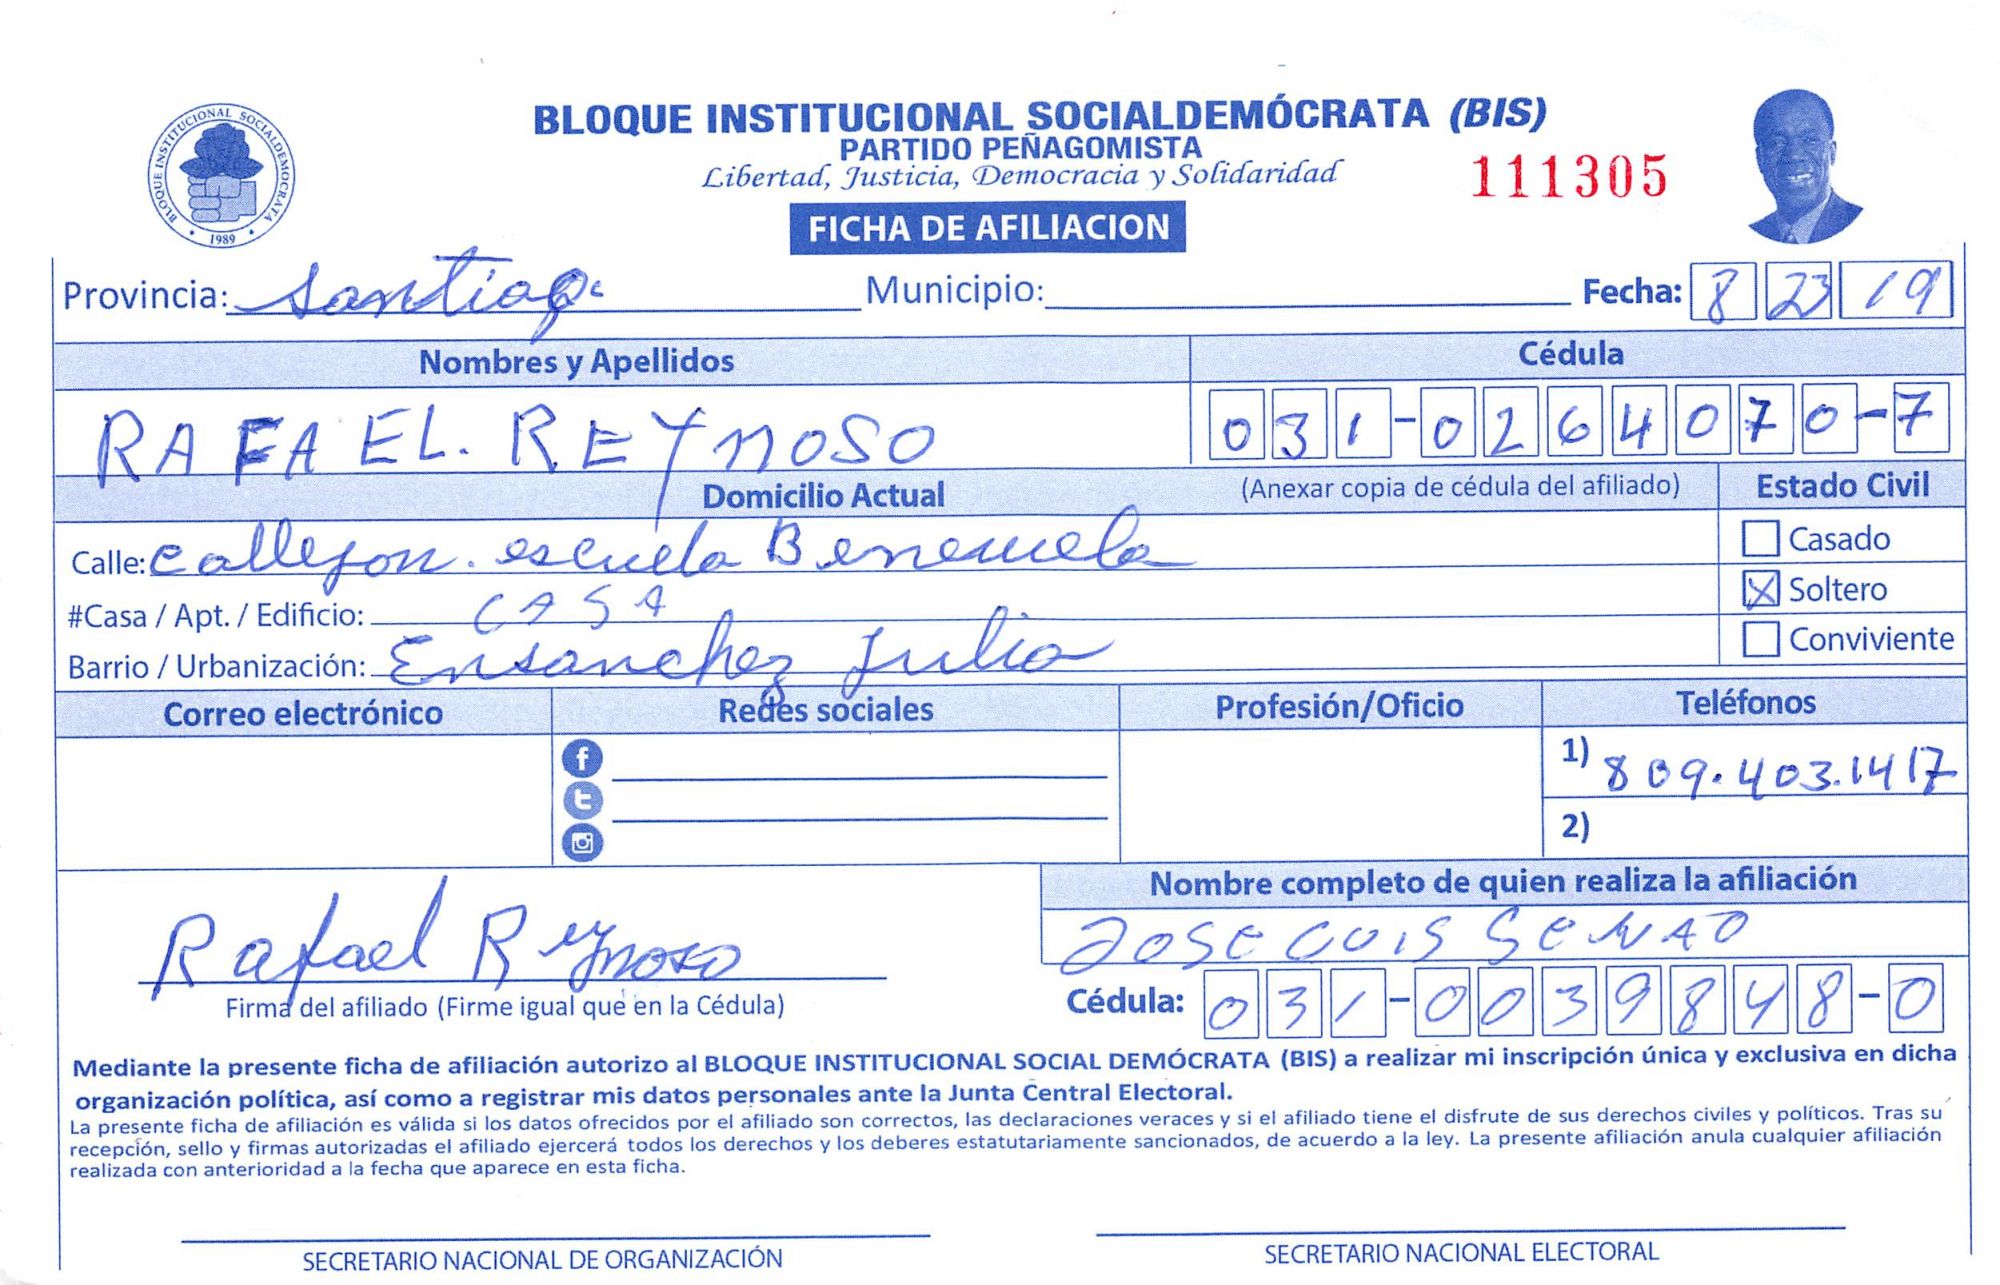 BLOQUE INSTITUCIONAL SOCIALDEMÓCRATA
1989
BLOQUE INSTITUCIONAL SOCIALDEMÓCRATA (BIS)
PARTIDO PEÑAGOMISTA
Libertad, Justicia, Democracia y Solidaridad
111305
FICHA DE AFILIACION
Provincia: Santiago Municipio: Fecha: 8 23 19
Nombres y Apellidos Cédula
RAFAEL. REYNOSO 031-0264070-7
Domicilio Actual (Anexar copia de cédula del afiliado) Estado Civil
Calle: Callejon. escuela Benezuela Casado
#Casa / Apt. / Edificio: CASA Soltero
Barrio / Urbanización: Ensanchez Julia Conviviente
Correo electrónico Redes sociales Profesión/Oficio Teléfonos
1) 809.403.1417
2)
Nombre completo de quien realiza la afiliación
Rafael Reynoso JOSE LUIS
Firma del afiliado (Firme igual que en la Cédula) Cédula: 031-0039848-0
Mediante la presente ficha de afiliación autorizo al BLOQUE INSTITUCIONAL SOCIAL DEMÓCRATA (BIS) a realizar mi inscripción única y exclusiva en dicha
organización política, así como a registrar mis datos personales ante la Junta Central Electoral.
La presente ficha de afiliación es válida si los datos ofrecidos por el afiliado son correctos, las declaraciones veraces y si el afiliado tiene el disfrute de sus derechos civiles y políticos. Tras su
recepción, sello y firmas autorizadas el afiliado ejercerá todos los derechos y los deberes estatutariamente sancionados, de acuerdo a la ley. La presente afiliación anula cualquier afiliación
realizada con anterioridad a la fecha que aparece en esta ficha.
SECRETARIO NACIONAL DE ORGANIZACIÓN SECRETARIO NACIONAL ELECTORAL